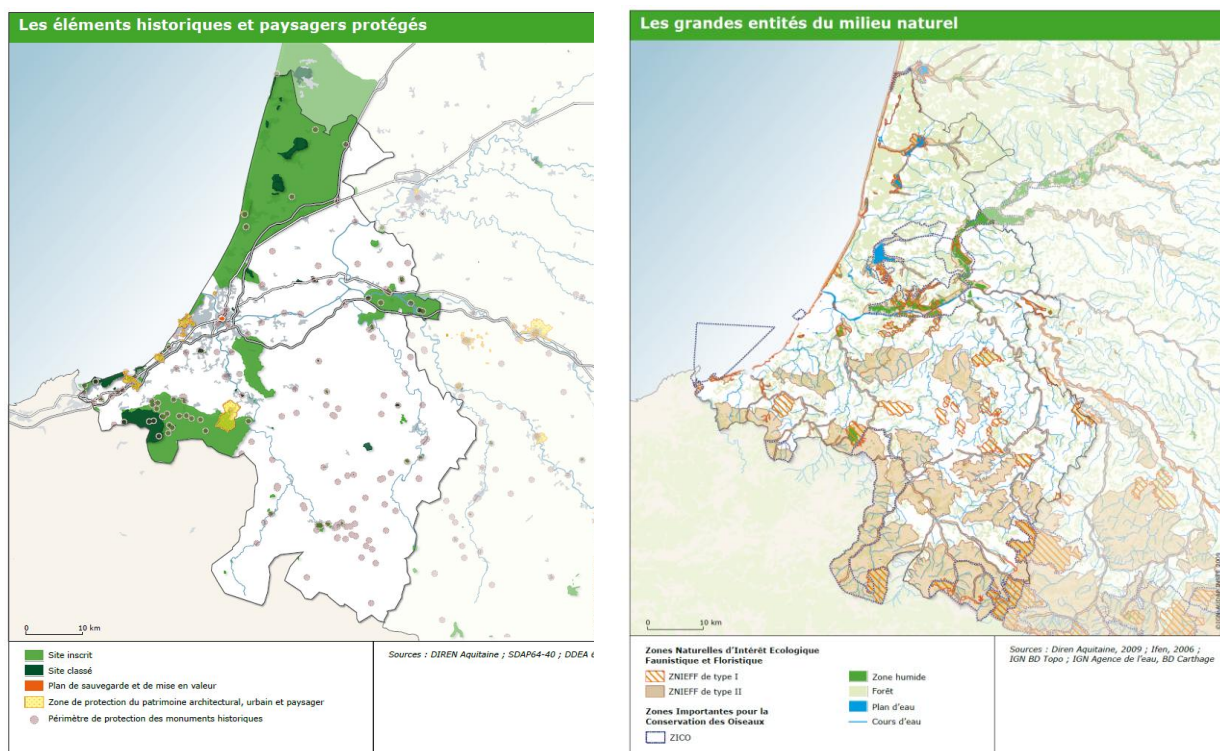 Les éléments historiques et paysagers protégés
0 10 km
Site inscrit
Site classé
Plan de sauvegarde et de mise en valeur
Zone de protection du patrimoine architectural, urbain et paysager
Périmètre de protection des monuments historiques
Sources : DIREN Aquitaine ; SDAP64-40 ; DDEA 6
Les grandes entités du milieu naturel
0 10 km
Zones Naturelles d'Intérêt Ecologique
Faunistique et Floristique
ZNIEFF de type I
ZNIEFF de type II
Zones Importantes pour la
Conservation des Oiseaux
ZICO
Zone humide
Forêt
Plan d'eau
Cours d'eau
Sources : Diren Aquitaine, 2009 ; Ifen, 2006 ;
IGN BD Topo ; IGN Agence de l'eau, BD Carthage